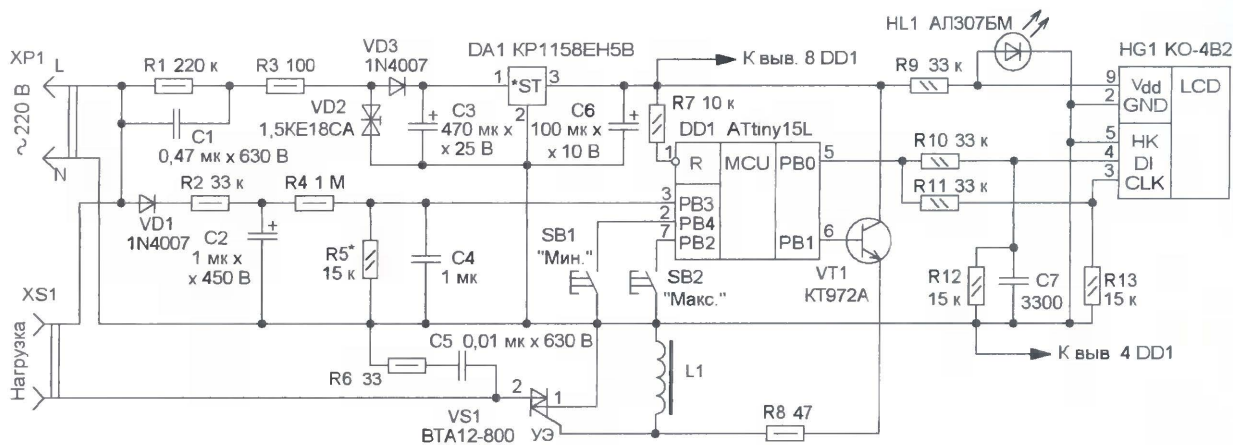 XP1
L
~220 В
N
R1 220 к
R3 100
C1
0,47 мк x 630 В
VD3
1N4007
VD2
1,5KE18CA
C3
470 мк x
x 25 В
DA1 КР1158ЕН5В
1
*ST
3
2
C6
100 мк x
x 10 В
К выв. 8 DD1
R7 10 к
DD1 ATtiny15L
1
R
MCU
PB0
5
3
PB3
2
PB4
7
PB2
PB1
6
HL1 АЛ307БМ
R9 33 к
R10 33 к
R11 33 к
HG1 KO-4B2
9
Vdd
LCD
2
GND
5
HK
4
DI
3
CLK
VD1
1N4007
R2 33 к
R4 1 М
C2
1 мк x
x 450 В
R5*
15 к
C4
1 мк
SB1
"Мин."
SB2
"Макс."
VT1
КТ972А
R12
15 к
C7
3300
R13
15 к
К выв 4 DD1
XS1
Нагрузка
C5 0,01 мк x 630 В
R6 33
2
1
VS1
BTA12-800
УЭ
L1
R8 47